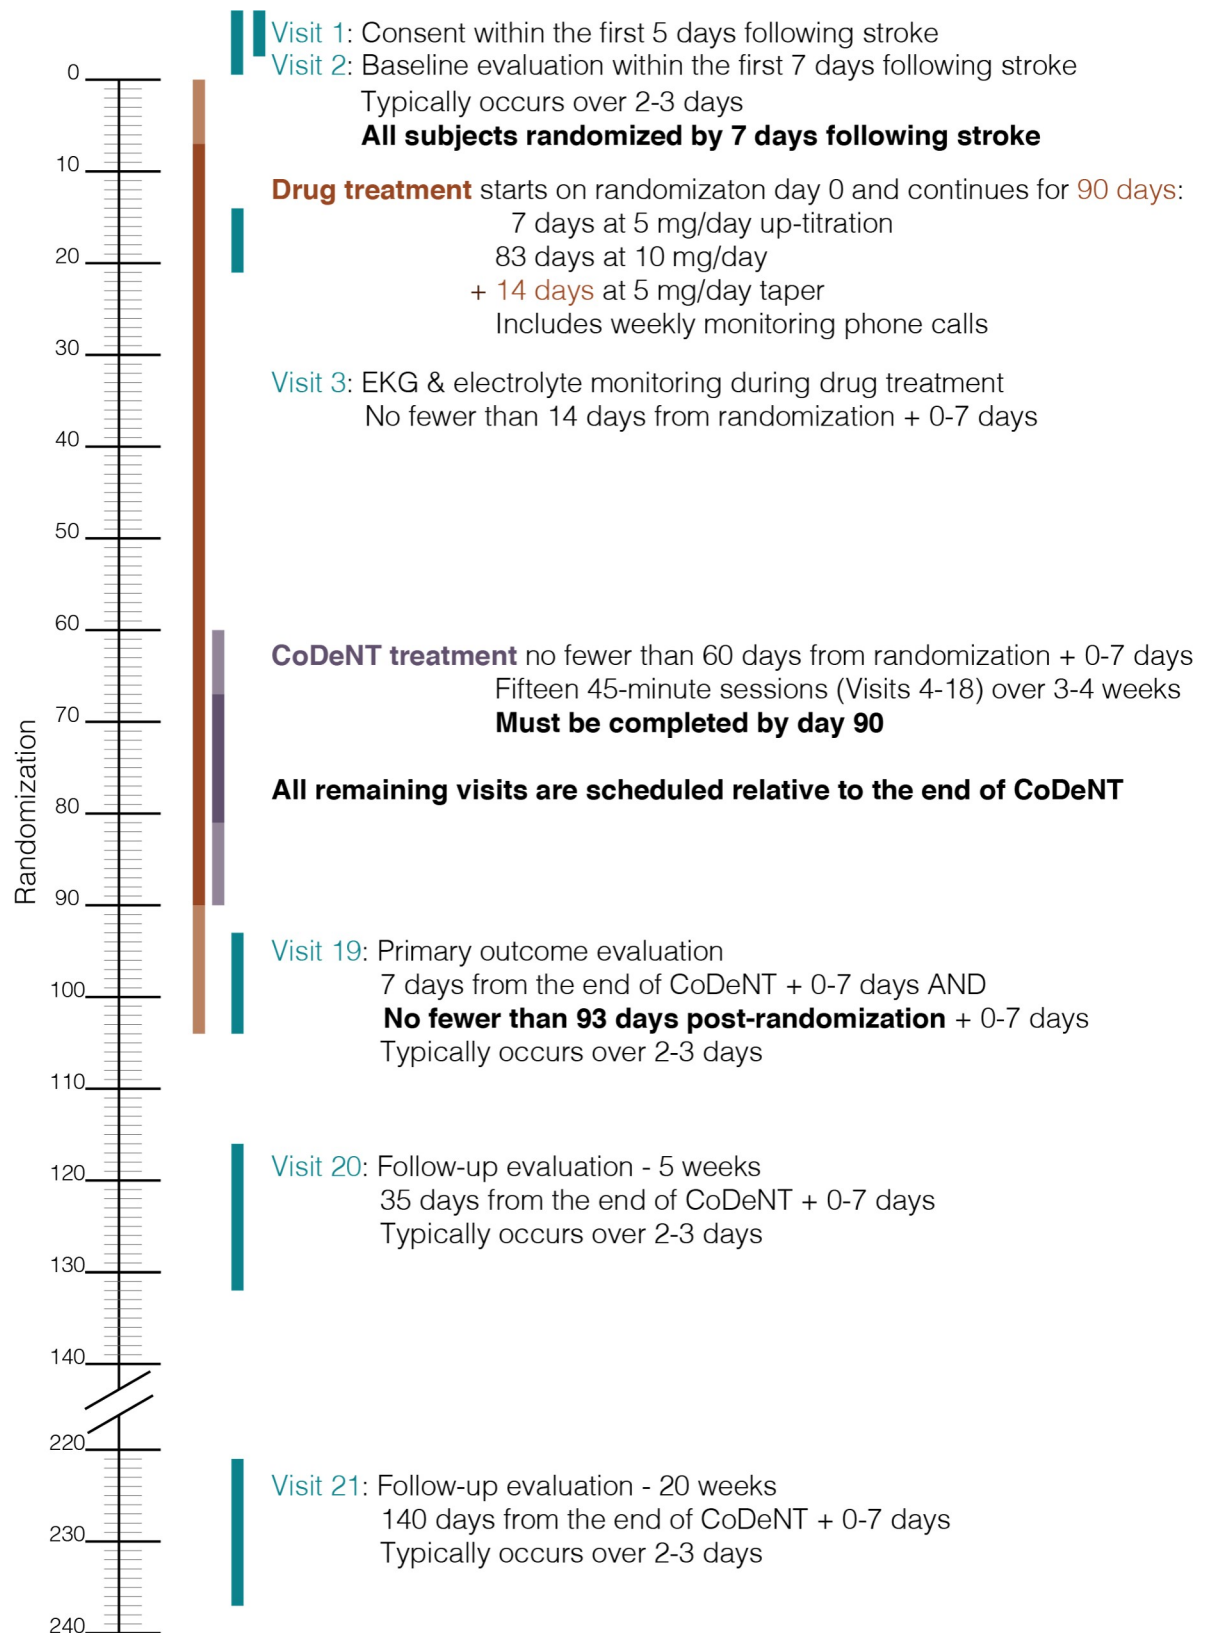 Visit 1: Consent within the first 5 days following stroke
Visit 2: Baseline evaluation within the first 7 days following stroke
Typically occurs over 2-3 days
All subjects randomized by 7 days following stroke
Drug treatment starts on randomizaton day 0 and continues for 90 days:
7 days at 5 mg/day up-titration
83 days at 10 mg/day
+ 14 days at 5 mg/day taper
Includes weekly monitoring phone calls
Visit 3: EKG & electrolyte monitoring during drug treatment
No fewer than 14 days from randomization + 0-7 days
CoDeNT treatment no fewer than 60 days from randomization + 0-7 days
Fifteen 45-minute sessions (Visits 4-18) over 3-4 weeks
Must be completed by day 90
All remaining visits are scheduled relative to the end of CoDeNT
Visit 19: Primary outcome evaluation
7 days from the end of CoDeNT + 0-7 days AND
No fewer than 93 days post-randomization + 0-7 days
Typically occurs over 2-3 days
Visit 20: Follow-up evaluation - 5 weeks
35 days from the end of CoDeNT + 0-7 days
Typically occurs over 2-3 days
Visit 21: Follow-up evaluation - 20 weeks
140 days from the end of CoDeNT + 0-7 days
Typically occurs over 2-3 days
Randomization
0
10
20
30
40
50
60
70
80
90
100
110
120
130
140
220
230
240